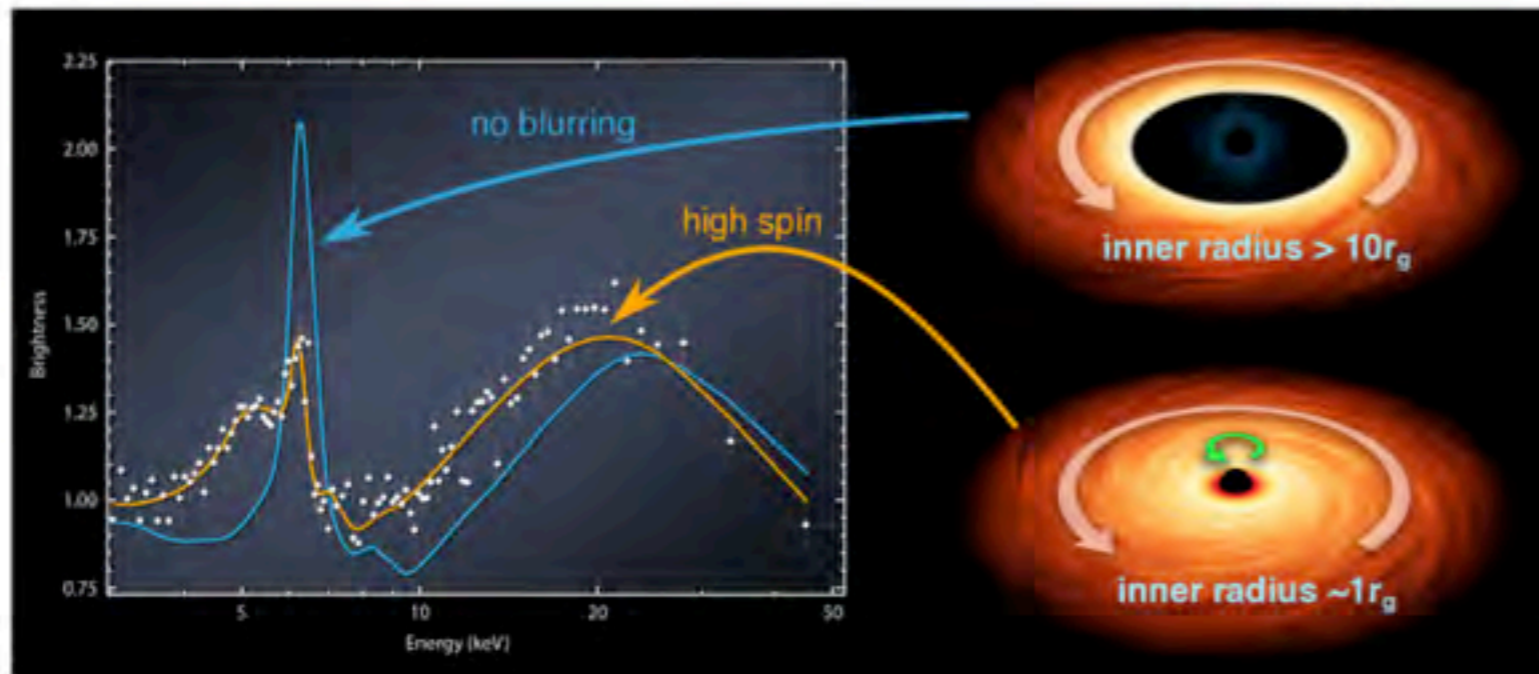 2.25
2.00
1.75
1.50
1.25
1.00
0.75
Brightness
5
10
20
50
Energy (keV)
no blurring
high spin
inner radius > 10rg
inner radius ~1rg